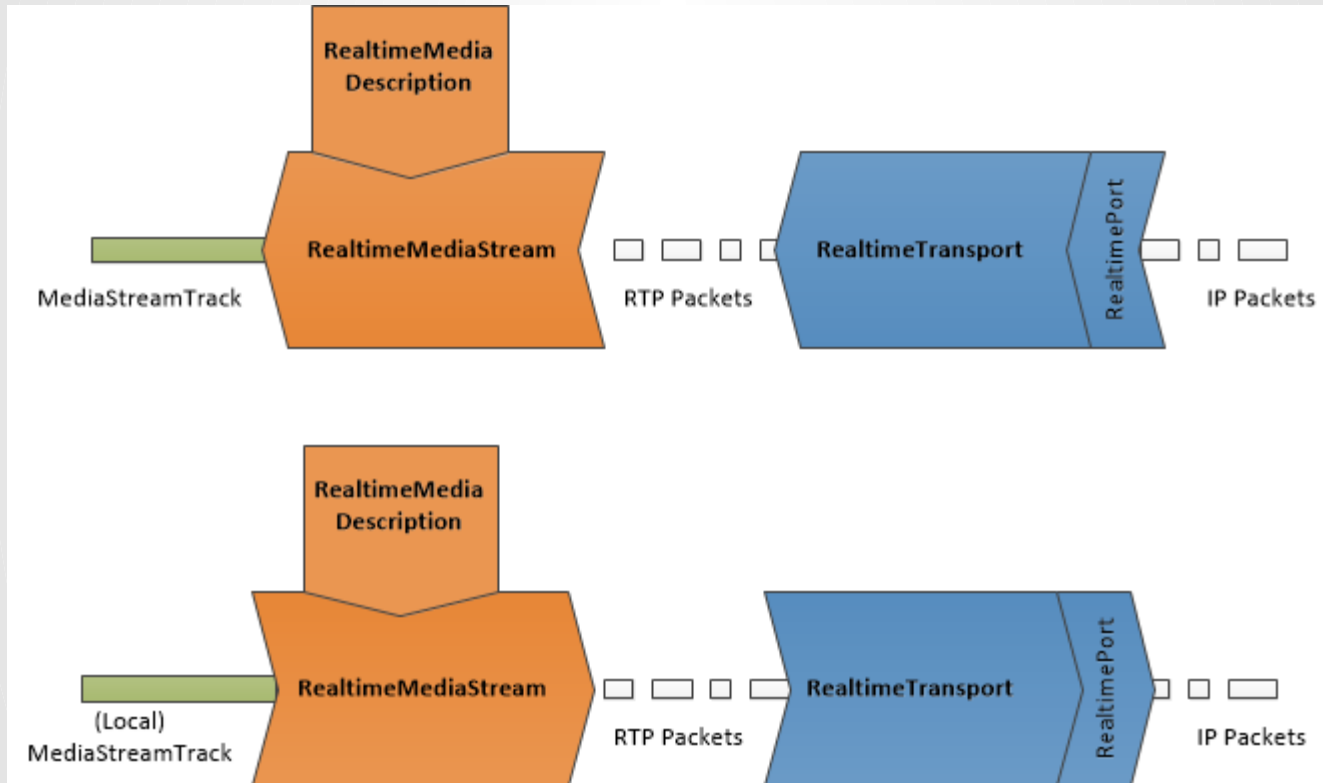 RealtimeMedia
Description
RealtimeMediaStream
RealtimeTransport
RealtimePort
MediaStreamTrack
RTP Packets
IP Packets
RealtimeMedia
Description
RealtimeMediaStream
RealtimeTransport
RealtimePort
(Local)
MediaStreamTrack
RTP Packets
IP Packets